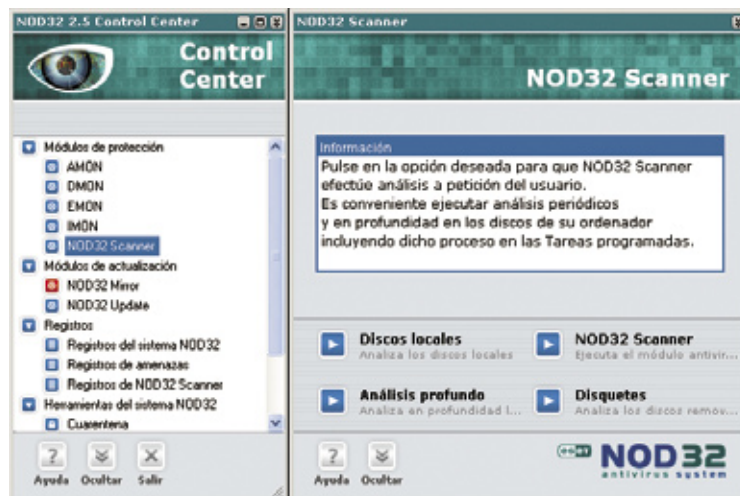 NOD32 2.5 Control Center
Control
Center
Módulos de protección
AMON
DMON
EMON
IMON
NOD32 Scanner
Módulos de actualización
NOD32 Mirror
NOD32 Update
Registros
Registros del sistema NOD32
Registros de amenazas
Registros de NOD32 Scanner
Herramientas del sistema NOD32
Cuarentena
Ayuda
Ocultar
Salir
NOD32 Scanner
NOD32 Scanner
Información
Pulse en la opción deseada para que NOD32 Scanner
efectúe análisis a petición del usuario.
Es conveniente ejecutar análisis periódicos
y en profundidad en los discos de su ordenador
incluyendo dicho proceso en las Tareas programadas.
Discos locales
Analiza los discos locales
NOD32 Scanner
Ejecuta el módulo antivir...
Análisis profundo
Analiza en profundidad l...
Disquetes
Analiza los discos remov...
Ayuda
Ocultar
eset NOD32
antivirus system